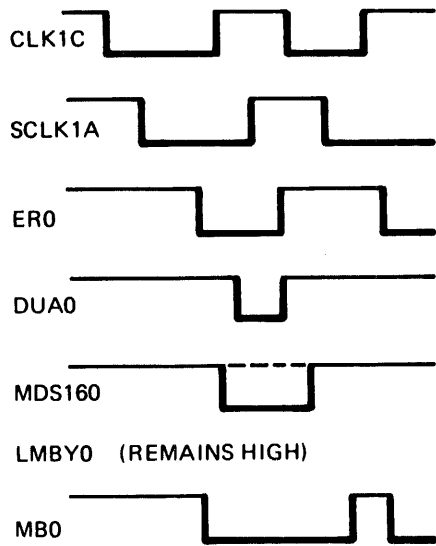 CLK1C
SCLK1A
ER0
DUA0
MDS160
LMBY0 (REMAINS HIGH)
MB0